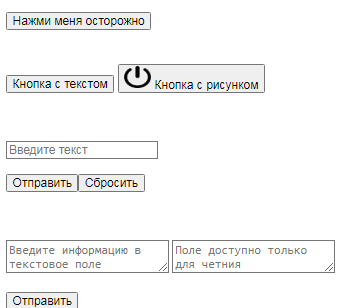 Нажми меня осторожно
Кнопка с текстом Кнопка с рисунком
Введите текст
Отправить Сбросить
Введите информацию в текстовое поле
Поле доступно только для четния
Отправить